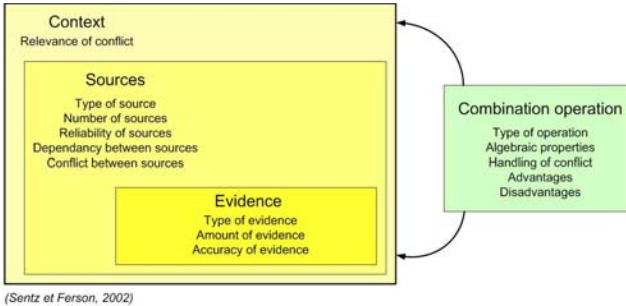 Context
Relevance of conflict
Sources
Type of source
Number of sources
Reliability of sources
Dependancy between sources
Conflict between sources
Evidence
Type of evidence
Amount of evidence
Accuracy of evidence
Combination operation
Type of operation
Algebraic properties
Handling of conflict
Advantages
Disadvantages
(Sentz et Ferson, 2002)